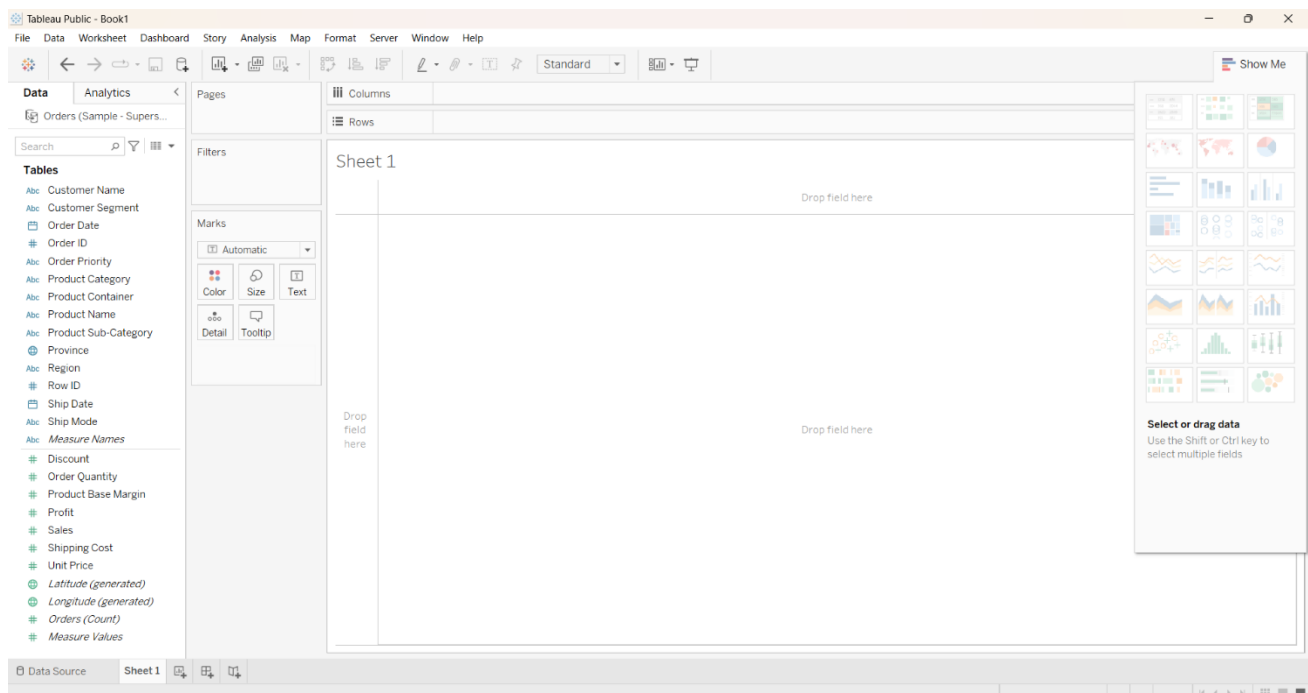 Tableau Public - Book1
File Data Worksheet Dashboard Story Analysis Map Format Server Window Help
Standard
Show Me
Data Analytics
Orders (Sample - Supers...
Search
Tables
Abc Customer Name
Abc Customer Segment
Order Date
# Order ID
Abc Order Priority
Abc Product Category
Abc Product Container
Abc Product Name
Abc Product Sub-Category
Province
Abc Region
# Row ID
Ship Date
Abc Ship Mode
Abc Measure Names
# Discount
# Order Quantity
# Product Base Margin
# Profit
# Sales
# Shipping Cost
# Unit Price
Latitude (generated)
Longitude (generated)
# Orders (Count)
# Measure Values
Pages
Filters
Marks
T Automatic
Color Size Text
Detail Tooltip
Columns
Rows
Sheet 1
Drop field here
Drop
field
here
Drop field here
Select or drag data
Use the Shift or Ctrl key to
select multiple fields
Data Source Sheet 1